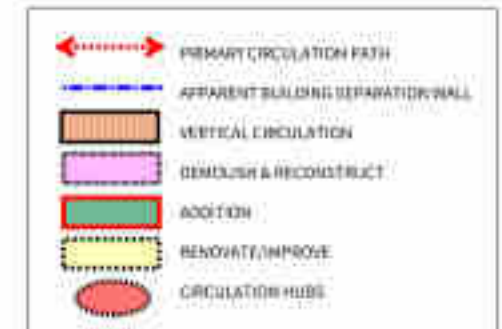 PRIMARY CIRCULATION PATH
APPARENT BUILDING SEPARATION WALL
VERTICAL CIRCULATION
DEMOLISH & RECONSTRUCT
ADDITION
RENOVATE/IMPROVE
CIRCULATION HUBS